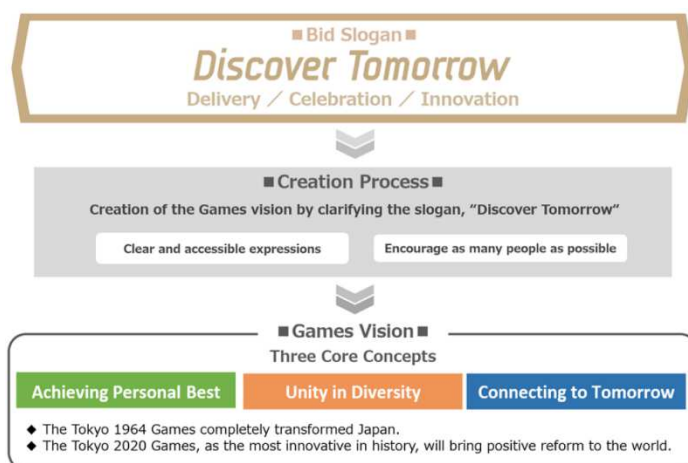 ■Bid Slogan■
Discover Tomorrow
Delivery ／ Celebration ／ Innovation
■Creation Process■
Creation of the Games vision by clarifying the slogan, ”Discover Tomorrow“
Clear and accessible expressions
Encourage as many people as possible
■Games Vision■
Three Core Concepts
Achieving Personal Best
Unity in Diversity
Connecting to Tomorrow
◆ The Tokyo 1964 Games completely transformed Japan.
◆ The Tokyo 2020 Games, as the most innovative in history, will bring positive reform to the world.